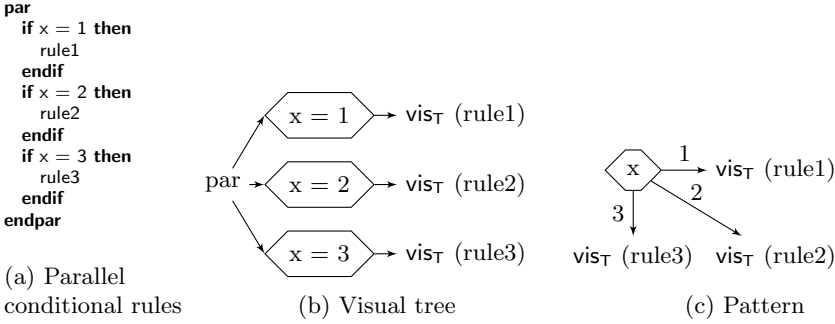 par
if x = 1 then
rule1
endif
if x = 2 then
rule2
endif
if x = 3 then
rule3
endif
endpar
(a) Parallel
conditional rules
x = 1
vis_T (rule1)
par
x = 2
vis_T (rule2)
x = 3
vis_T (rule3)
(b) Visual tree
x
1
vis_T (rule1)
2
3
vis_T (rule3)
vis_T (rule2)
(c) Pattern